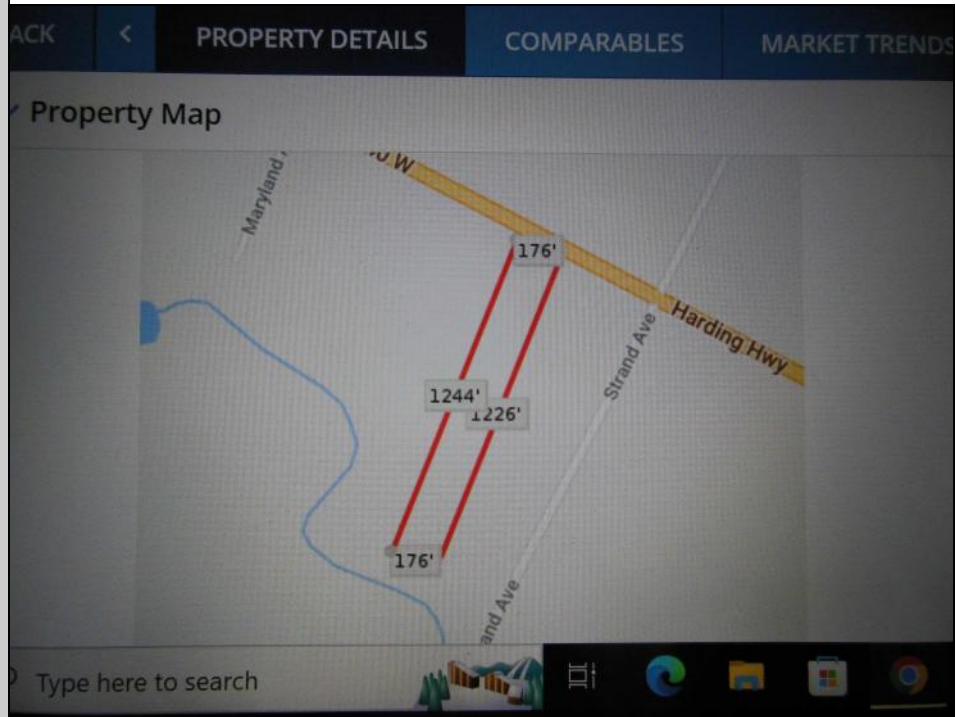 ACK
<
PROPERTY DETAILS
COMPARABLES
MARKET TRENDS
Property Map
Maryland
W
176'
Harding Hwy
Strand Ave
1244'
1226'
176'
and Ave
Type here to search